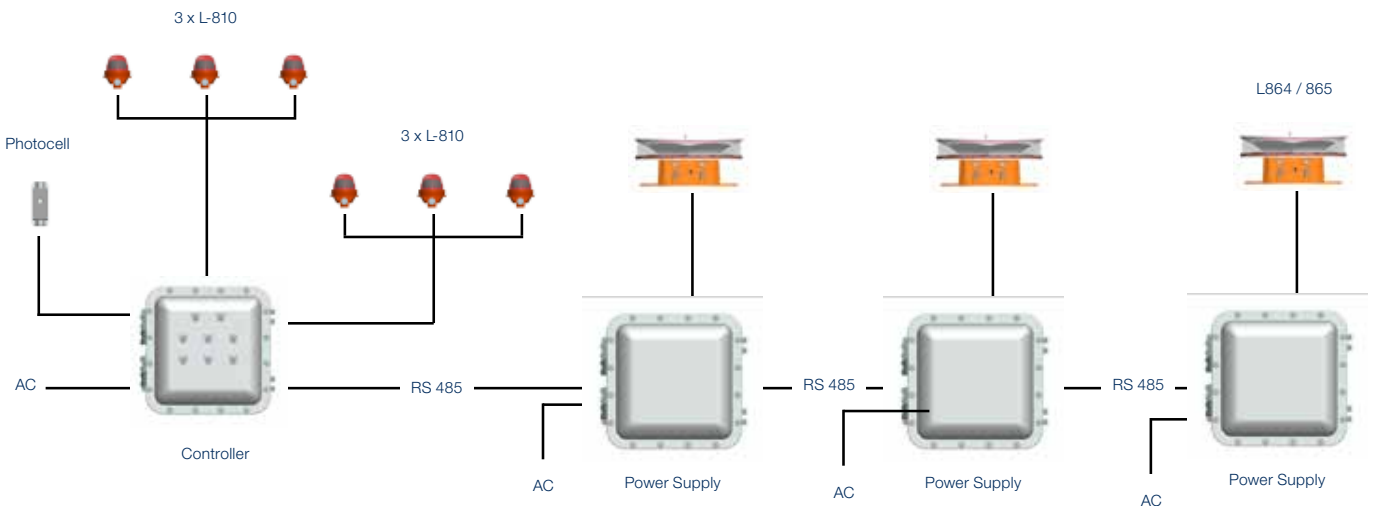 3 x L-810
L864 / 865
3 x L-810
Photocell
AC
RS 485
RS 485
RS 485
Controller
AC
Power Supply
AC
Power Supply
AC
Power Supply